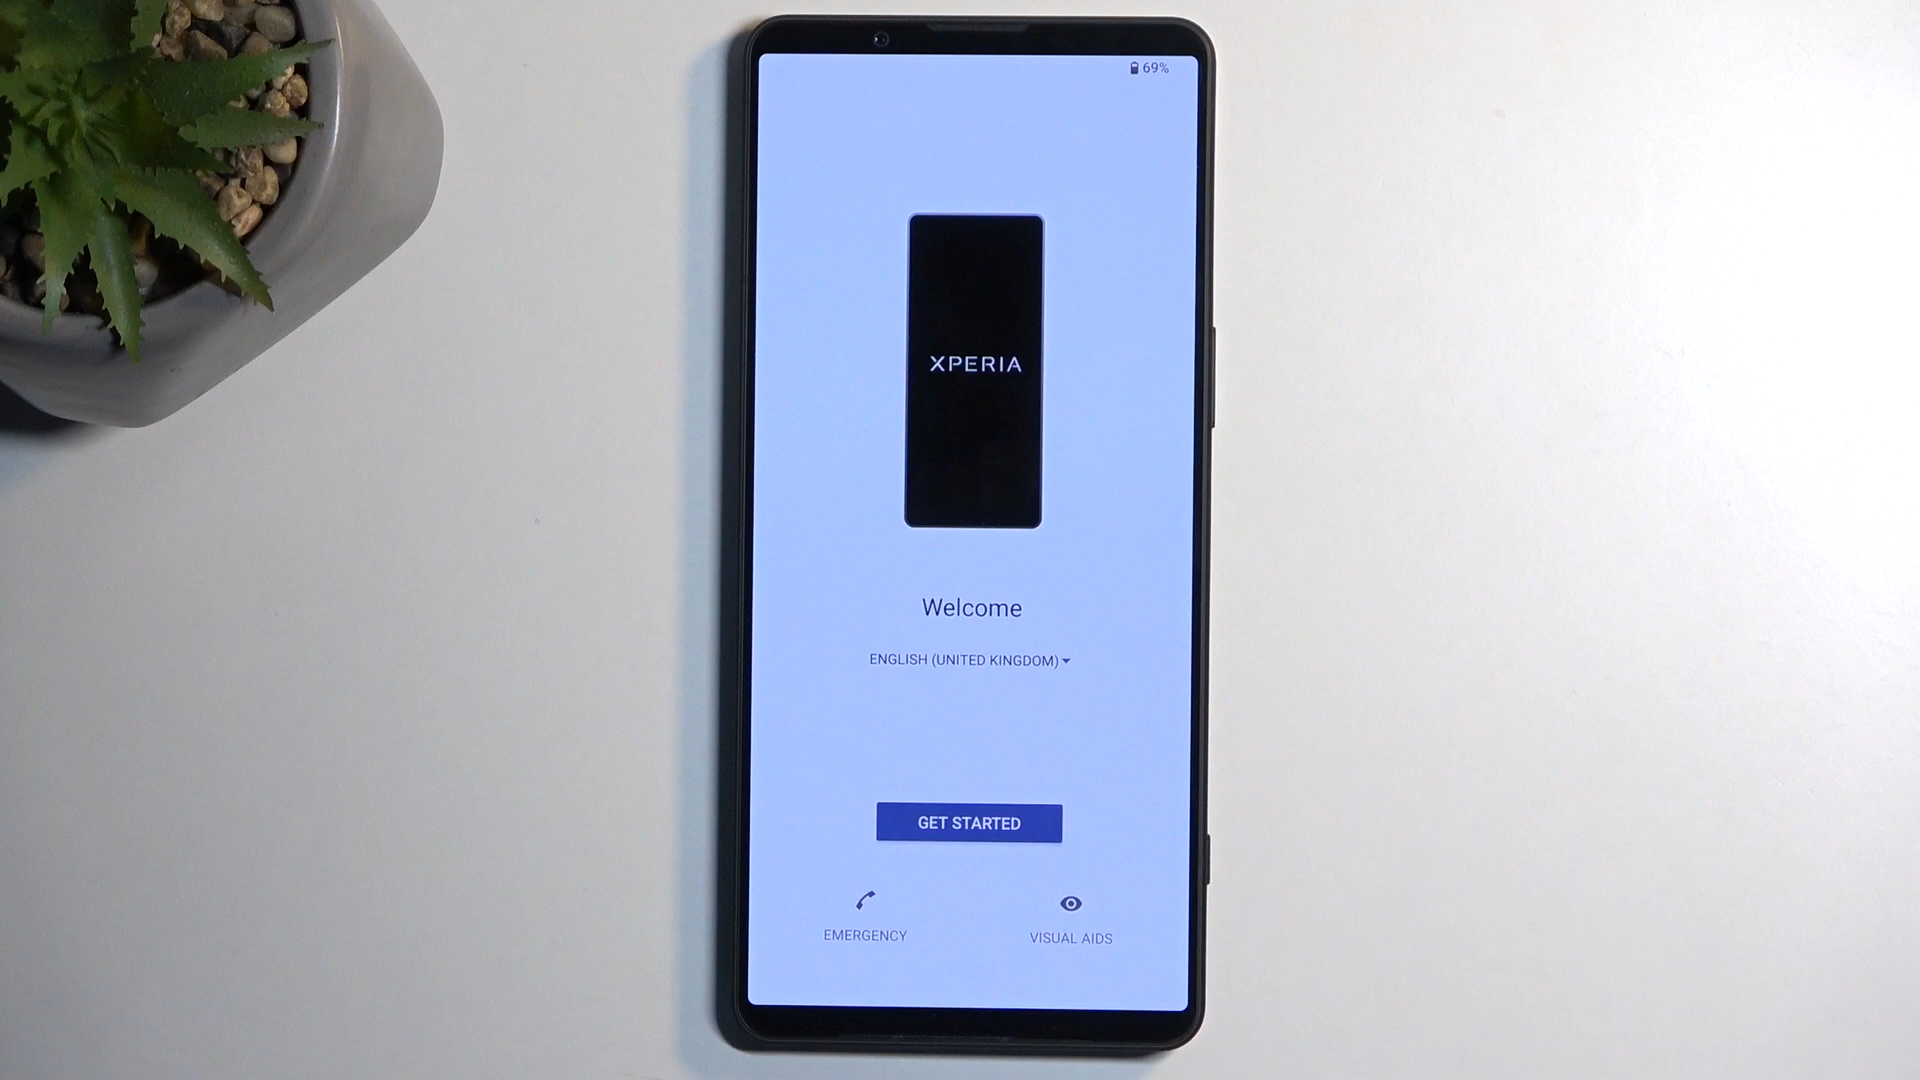 69%
XPERIA
Welcome
ENGLISH (UNITED KINGDOM)
GET STARTED
EMERGENCY
VISUAL AIDS